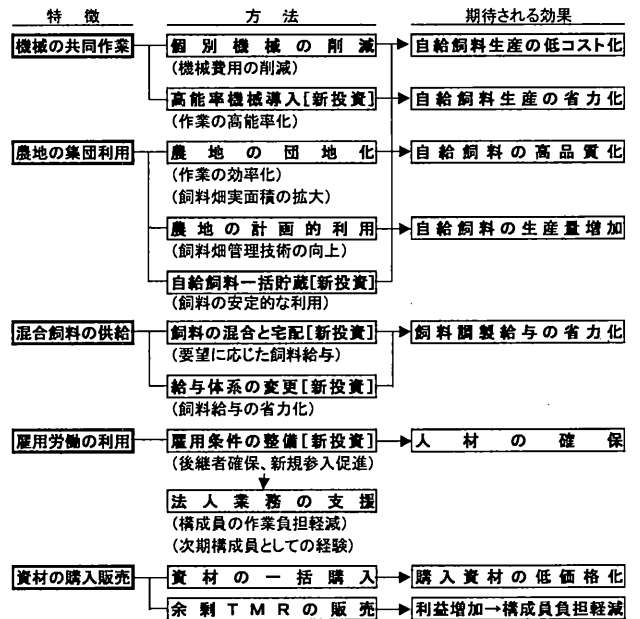 特 徴 方 法 期待される効果
機械の共同作業 個別機械の削減 自給飼料生産の低コスト化
(機械費用の削減)
高能率機械導入[新投資] 自給飼料生産の省力化
(作業の高能率化)
農地の集団利用 農地の団地化 自給飼料の高品質化
(作業の効率化)
(飼料畑実面積の拡大)
農地の計画的利用 自給飼料の生産量増加
(飼料畑管理技術の向上)
自給飼料一括貯蔵[新投資]
(飼料の安定的な利用)
混合飼料の供給 飼料の混合と宅配[新投資] 飼料調製給与の省力化
(要望に応じた飼料給与)
給与体系の変更[新投資]
(飼料給与の省力化)
雇用労働の利用 雇用条件の整備[新投資] 人材の確保
(後継者確保、新規参入促進)
法人業務の支援
(構成員の作業負担軽減)
(次期構成員としての経験)
資材の購入販売 資材の一括購入 購入資材の低価格化
余剰TMRの販売 利益増加→構成員負担軽減